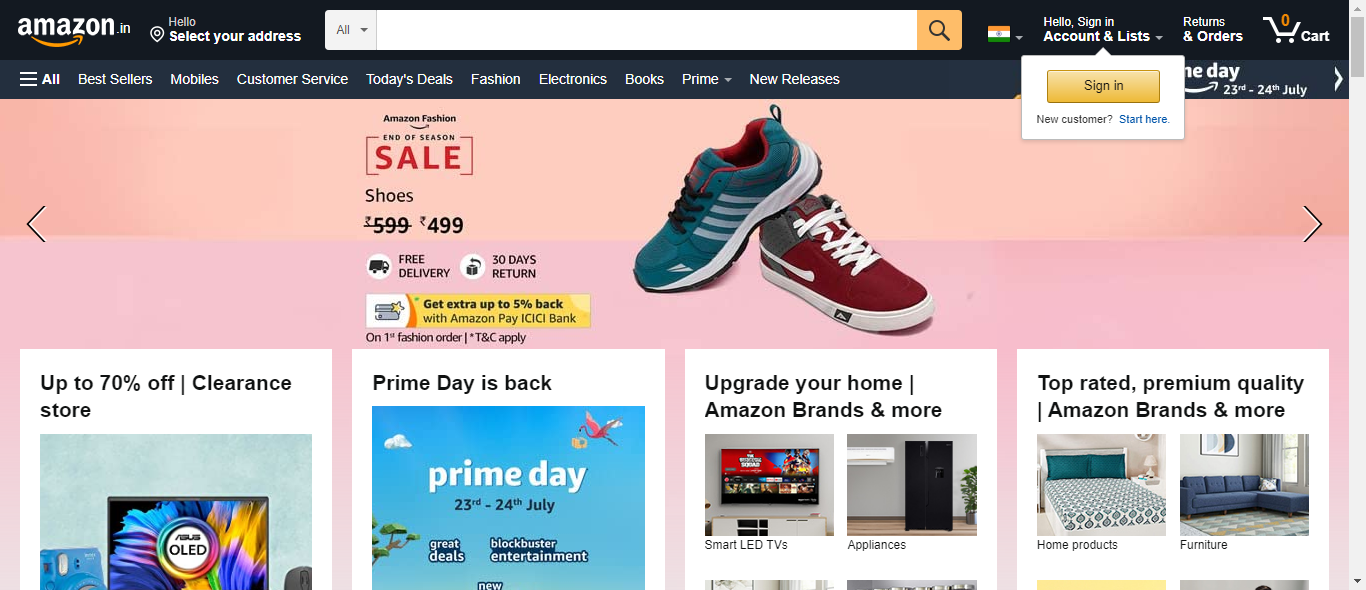 amazon.in
Hello
Select your address
All
Hello, Sign in
Account & Lists
Returns
& Orders
0
Cart
All
Best Sellers
Mobiles
Customer Service
Today's Deals
Fashion
Electronics
Books
Prime
New Releases
Sign in
New customer? Start here.
23rd - 24th July
Amazon Fashion
END OF SEASON
SALE
Shoes
₹599 ₹499
FREE
DELIVERY
30 DAYS
RETURN
Get extra up to 5% back
with Amazon Pay ICICI Bank
On 1st fashion order | *T&C apply
Up to 70% off | Clearance
store
ASUS
OLED
Prime Day is back
prime day
23rd - 24th July
great
deals
blockbuster
entertainment
new
Upgrade your home |
Amazon Brands & more
Smart LED TVs
Appliances
Top rated, premium quality
| Amazon Brands & more
Home products
Furniture